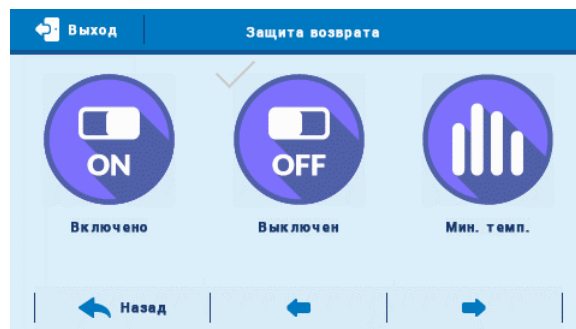 Выход
Защита возврата
ON
OFF
Включено
Выключен
Мин. темп.
Назад